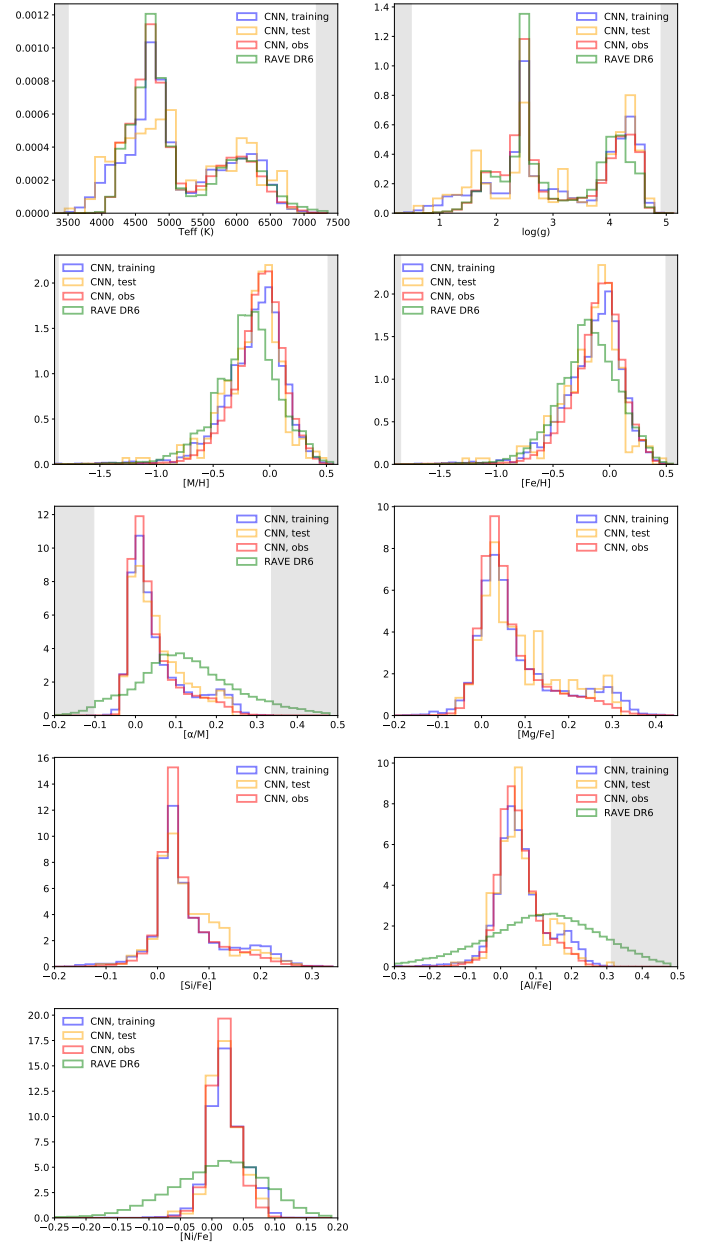 0.0012
0.0010
0.0008
0.0006
0.0004
0.0002
0.0000
CNN, training
CNN, test
CNN, obs
RAVE DR6
3500 4000 4500 5000 5500 6000 6500 7000 7500
Teff (K)
1.4
1.2
1.0
0.8
0.6
0.4
0.2
0.0
CNN, training
CNN, test
CNN, obs
RAVE DR6
1 2 3 4 5
log(g)
2.0
1.5
1.0
0.5
0.0
CNN, training
CNN, test
CNN, obs
RAVE DR6
−1.5 −1.0 −0.5 0.0 0.5
[M/H]
2.0
1.5
1.0
0.5
0.0
CNN, training
CNN, test
CNN, obs
RAVE DR6
−1.5 −1.0 −0.5 0.0 0.5
[Fe/H]
12
10
8
6
4
2
0
CNN, training
CNN, test
CNN, obs
RAVE DR6
−0.2 −0.1 0.0 0.1 0.2 0.3 0.4 0.5
[α/M]
10
8
6
4
2
0
CNN, training
CNN, test
CNN, obs
−0.2 −0.1 0.0 0.1 0.2 0.3 0.4
[Mg/Fe]
16
14
12
10
8
6
4
2
0
CNN, training
CNN, test
CNN, obs
−0.2 −0.1 0.0 0.1 0.2 0.3
[Si/Fe]
10
8
6
4
2
0
CNN, training
CNN, test
CNN, obs
RAVE DR6
−0.3 −0.2 −0.1 0.0 0.1 0.2 0.3 0.4 0.5
[Al/Fe]
20.0
17.5
15.0
12.5
10.0
7.5
5.0
2.5
0.0
CNN, training
CNN, test
CNN, obs
RAVE DR6
−0.25 −0.20 −0.15 −0.10 −0.05 0.00 0.05 0.10 0.15 0.20
[Ni/Fe]